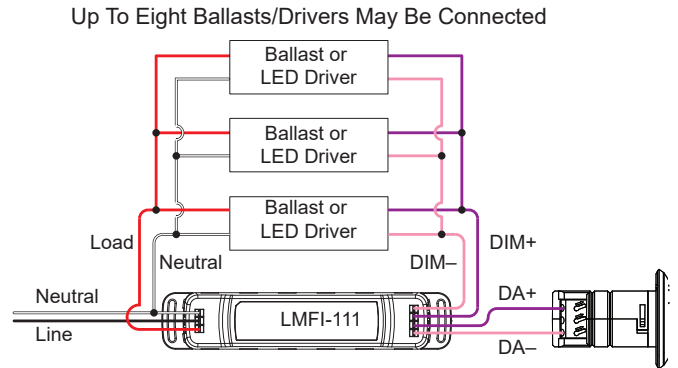 Up To Eight Ballasts/Drivers May Be Connected
Ballast or
LED Driver
Ballast or
LED Driver
Ballast or
LED Driver
Load
Neutral
DIM–
DIM+
Neutral
Line
LMFI-111
DA+
DA–